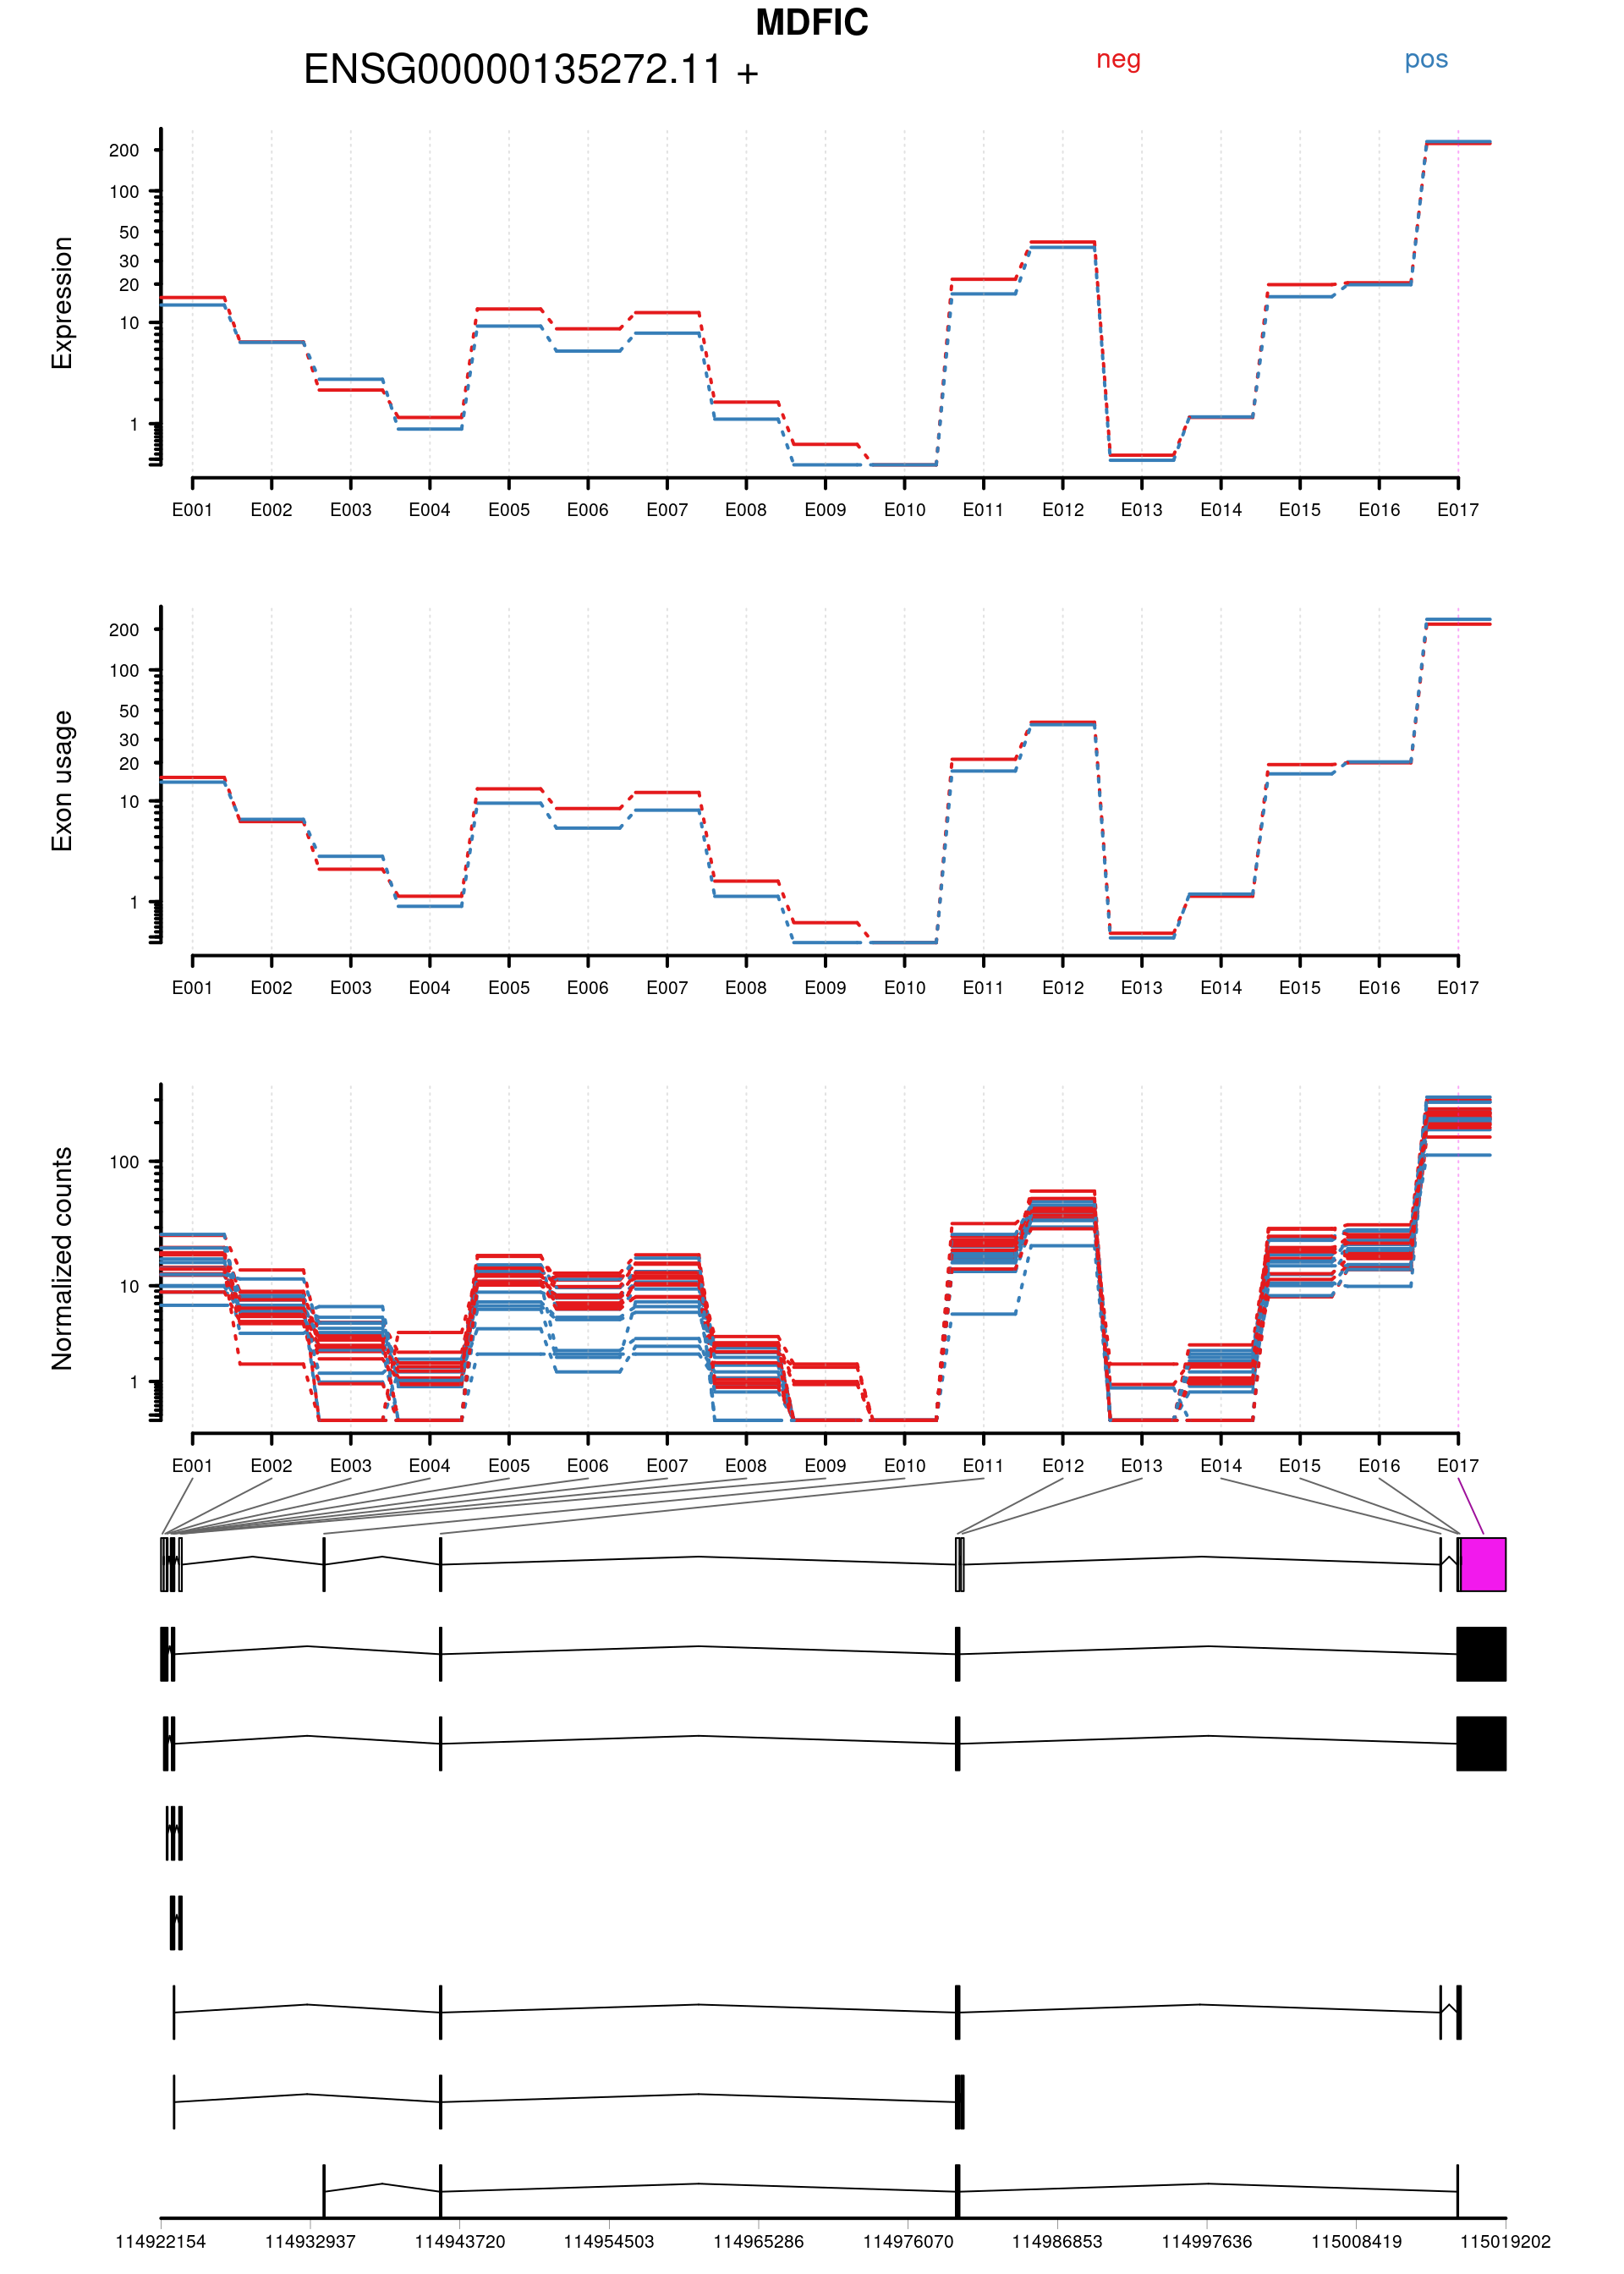 MDFIC
ENSG00000135272.11 +
neg
pos
Expression
200
100
50
30
20
10
1
E001 E002 E003 E004 E005 E006 E007 E008 E009 E010 E011 E012 E013 E014 E015 E016 E017
Exon usage
200
100
50
30
20
10
1
E001 E002 E003 E004 E005 E006 E007 E008 E009 E010 E011 E012 E013 E014 E015 E016 E017
Normalized counts
100
10
1
E001 E002 E003 E004 E005 E006 E007 E008 E009 E010 E011 E012 E013 E014 E015 E016 E017
114922154 114932937 114943720 114954503 114965286 114976070 114986853 114997636 115008419 115019202